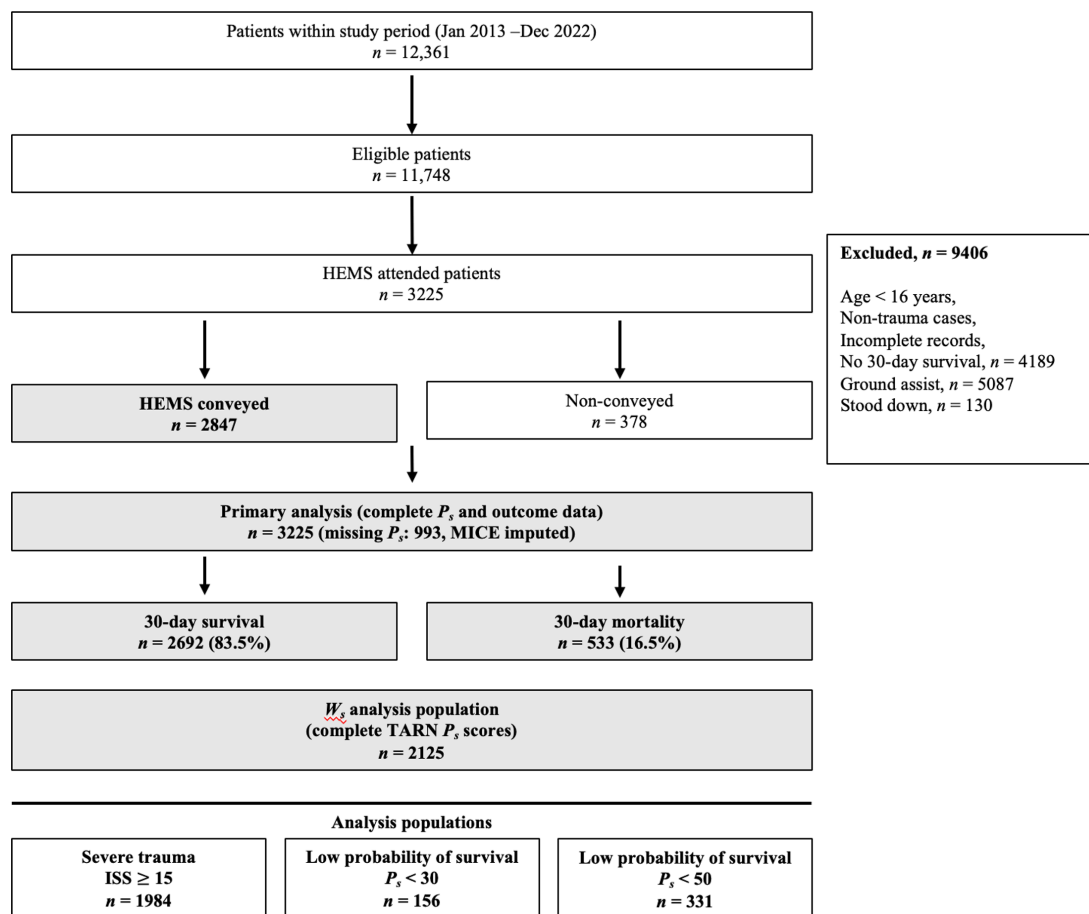 Patients within study period (Jan 2013 –Dec 2022)
n = 12,361
Eligible patients
n = 11,748
HEMS attended patients
n = 3225
Excluded, n = 9406
Age < 16 years,
Non-trauma cases,
Incomplete records,
No 30-day survival, n = 4189
Ground assist, n = 5087
Stood down, n = 130
HEMS conveyed
n = 2847
Non-conveyed
n = 378
Primary analysis (complete Ps and outcome data)
n = 3225 (missing Ps: 993, MICE imputed)
30-day survival
n = 2692 (83.5%)
30-day mortality
n = 533 (16.5%)
Ws analysis population
(complete TARN Ps scores)
n = 2125
Analysis populations
Severe trauma
ISS ≥ 15
n = 1984
Low probability of survival
Ps < 30
n = 156
Low probability of survival
Ps < 50
n = 331